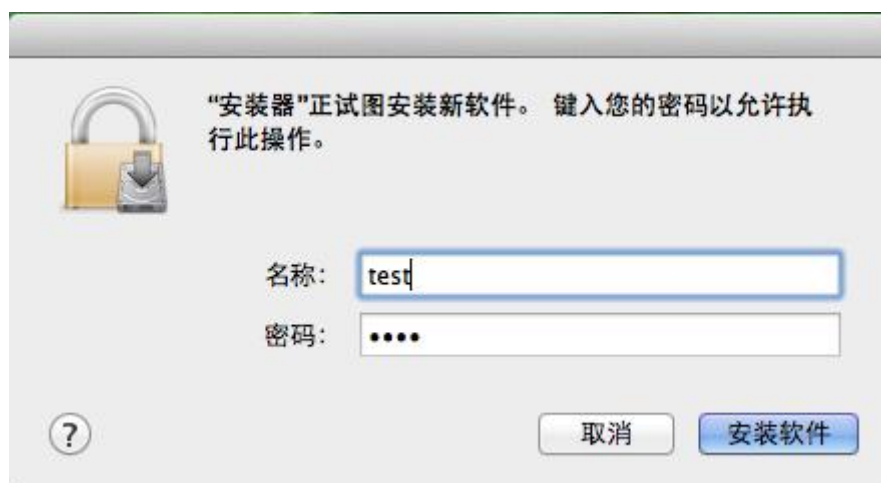 “安装器”正试图安装新软件。 键入您的密码以允许执
行此操作。
名称： test
密码： ••••
? 取消 安装软件